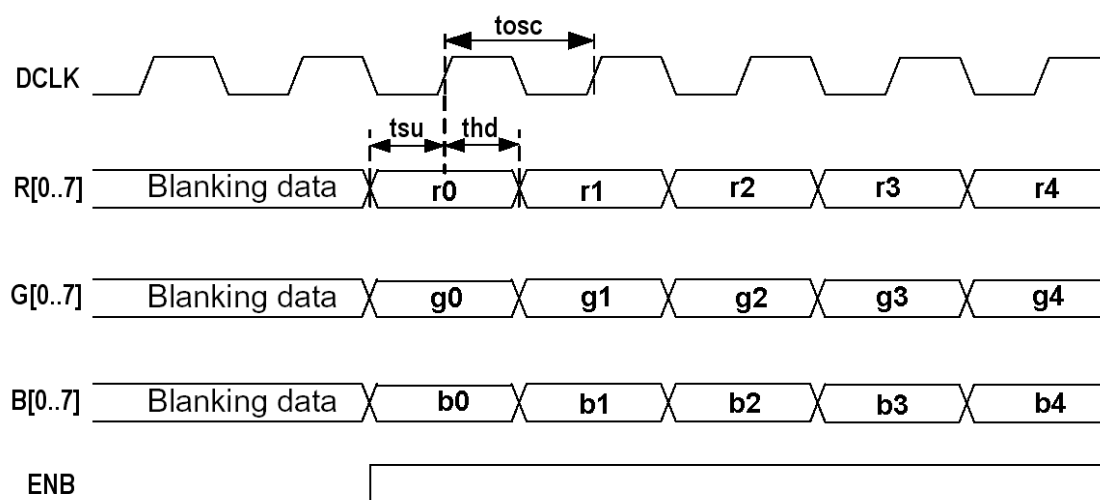 tosc
DCLK
tsu thd
R[0..7] Blanking data r0 r1 r2 r3 r4
G[0..7] Blanking data g0 g1 g2 g3 g4
B[0..7] Blanking data b0 b1 b2 b3 b4
ENB